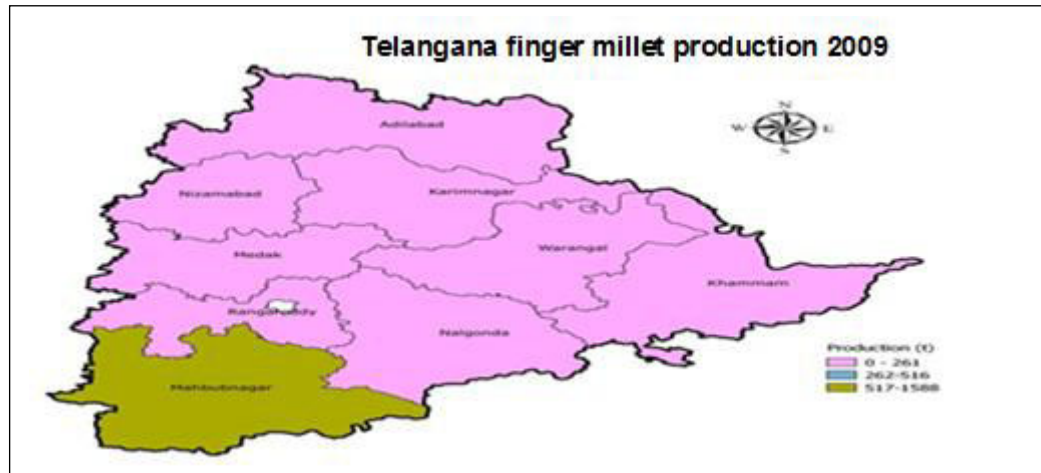 Telangana finger millet production 2009
N
W E
S
Adilabad
Nizamabad
Karimnagar
Warangal
Medak
Khammam
Nalgonda
Mahbubnagar
Production (t)
0 - 261
262-516
517-1588